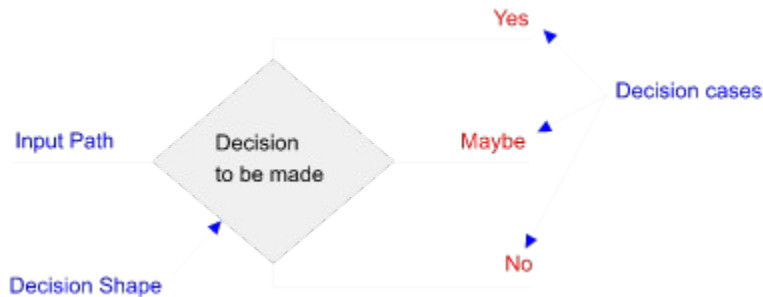 Yes
Decision cases
Input Path
Decision
to be made
Maybe
No
Decision Shape